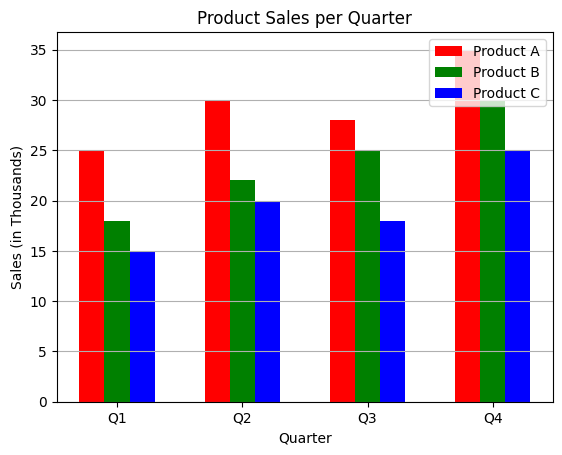 Product Sales per Quarter
Product A
Product B
Product C
Sales (in Thousands)
35
30
25
20
15
10
5
0
Q1 Q2 Q3 Q4
Quarter